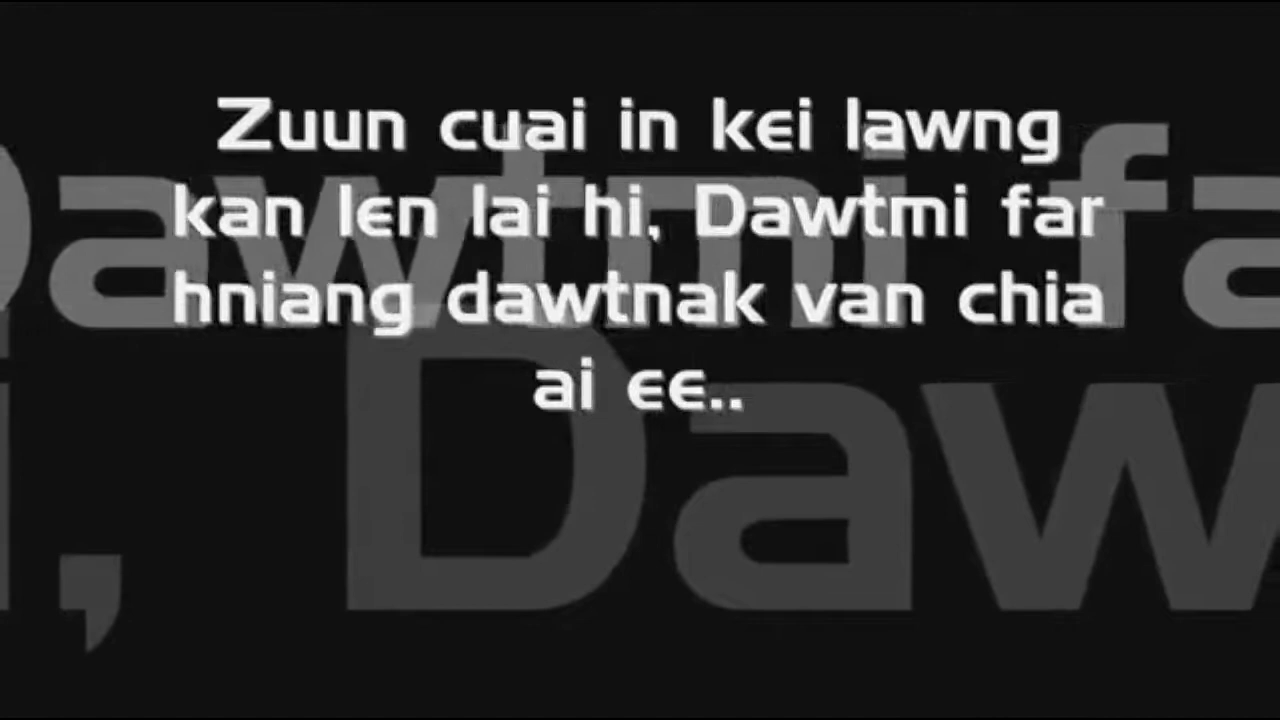 Zuun cuai in kei lawng
kan len lai hi, Dawtmi far
hniang dawtnak van chia
ai ee..